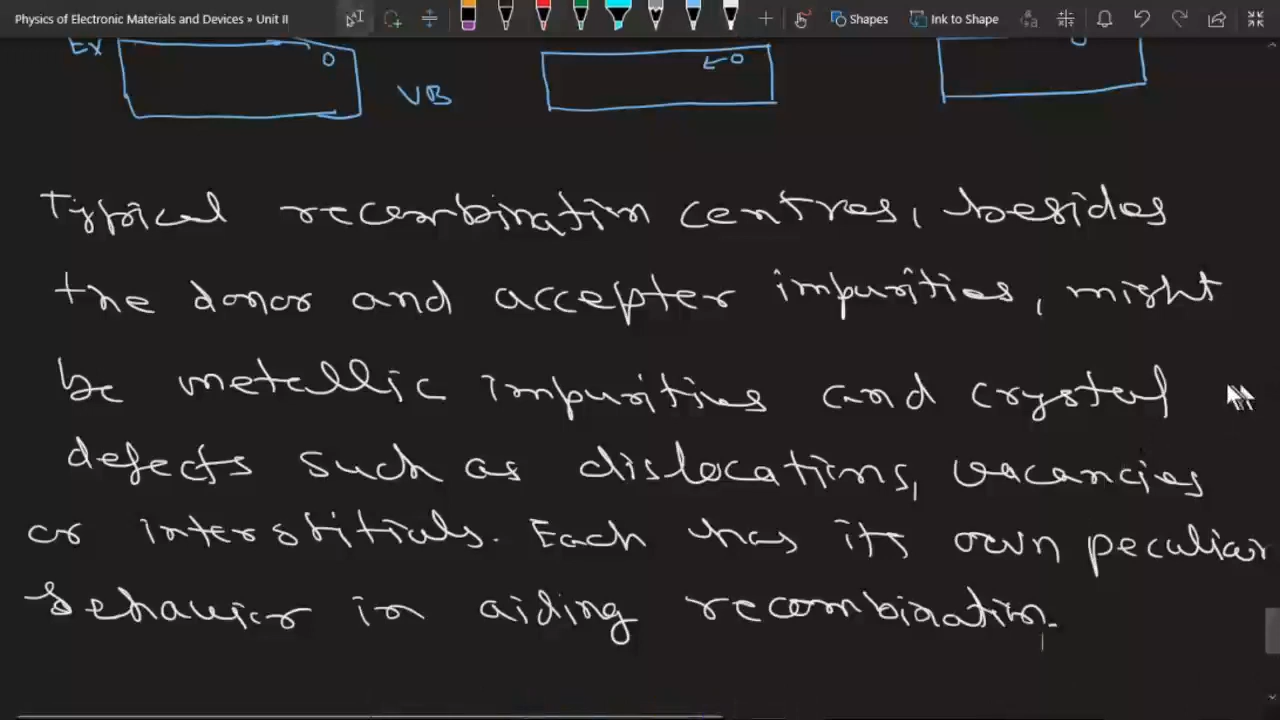 Physics of Electronic Materials and Devices » Unit II
Shapes
Ink to Shape
Ex
VB
Typical recombination centres, besides
the donor and accepter impurities, might
be metallic impurities and crystal
defects such as dislocations, vacancies
or interstitials. Each has its own peculiar
behavior in aiding recombination.